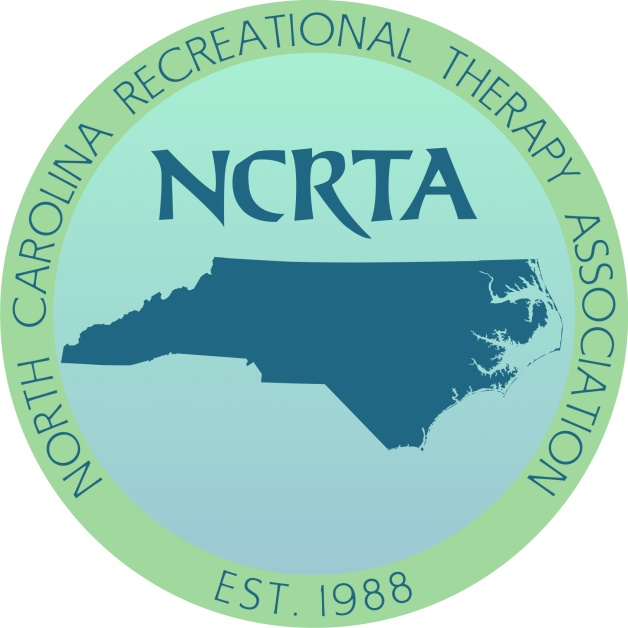 NORTH CAROLINA RECREATIONAL THERAPY ASSOCIATION
NCRTA
EST. 1988